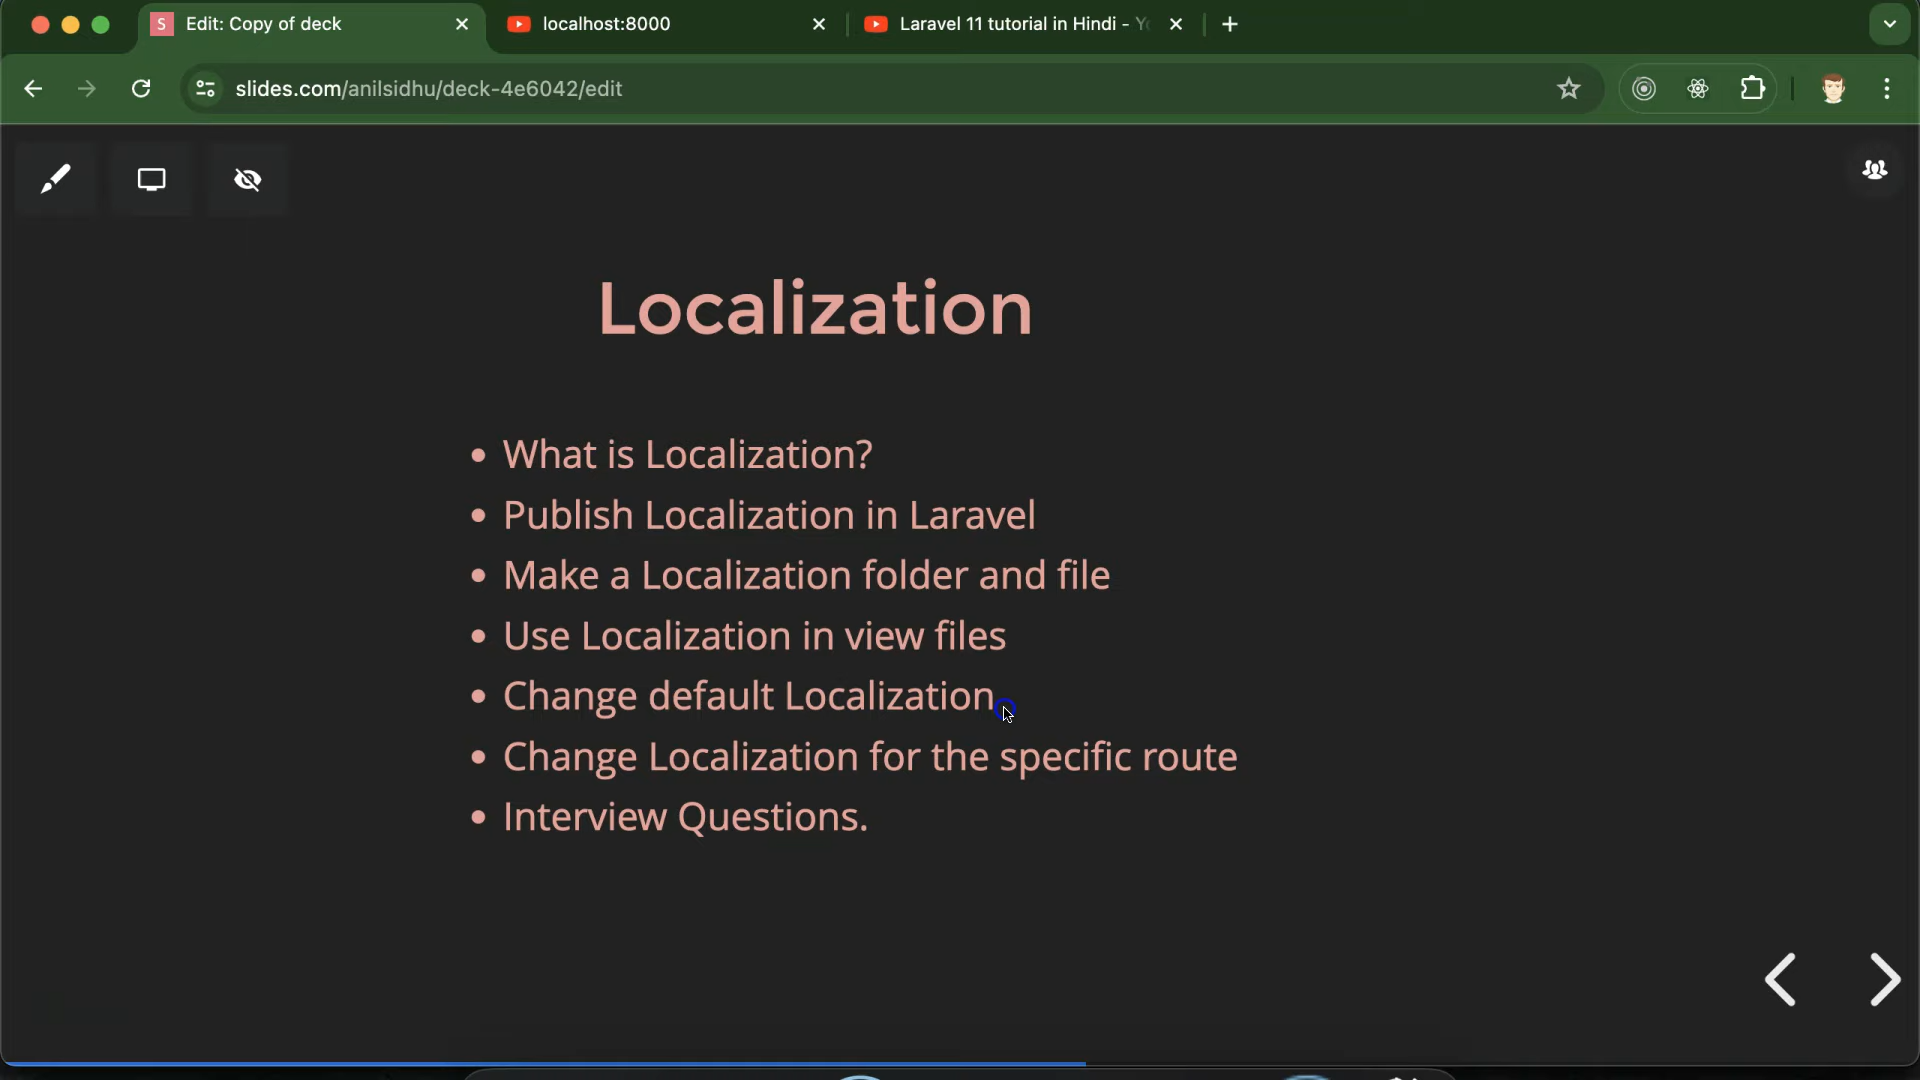 S Edit: Copy of deck
localhost:8000
Laravel 11 tutorial in Hindi -
slides.com/anilsidhu/deck-4e6042/edit
Localization
• What is Localization?
• Publish Localization in Laravel
• Make a Localization folder and file
• Use Localization in view files
• Change default Localization
• Change Localization for the specific route
• Interview Questions.